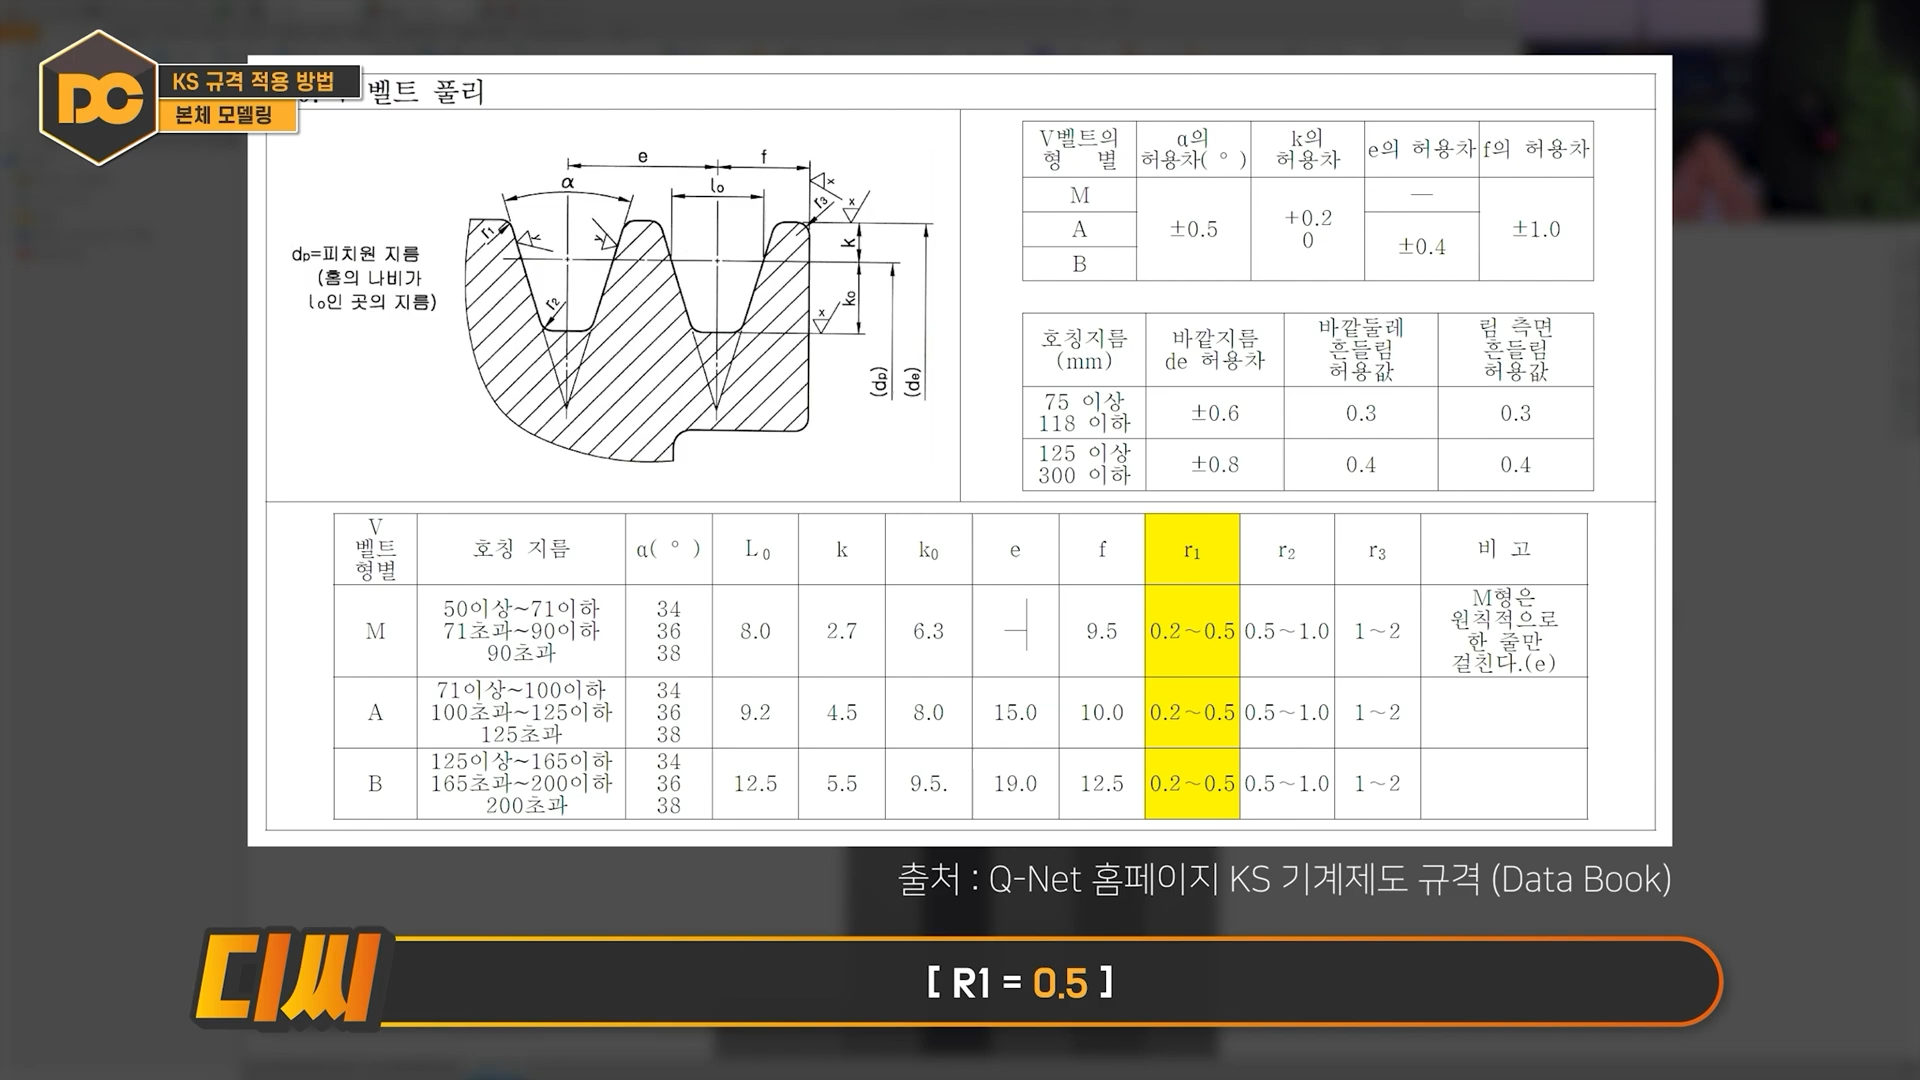 DC
KS 규격 적용 방법
본체 모델링
벨트 풀리
e
f
α
l₀
r₁
r₂
r₃
x
x
y
y
x
k
k₀
(dp)
(de)
dp=피치원 지름
(홈의 나비가
l₀인 곳의 지름)
V벨트의 형 별 α의 허용차( ° ) k의 허용차 e의 허용차 f의 허용차
M ±0.5 +0.2 0 — ±1.0
A ±0.4
B
호칭지름 (mm) 바깥지름 de 허용차 바깥둘레 흔들림 허용값 림 측면 흔들림 허용값
75 이상 118 이하 ±0.6 0.3 0.3
125 이상 300 이하 ±0.8 0.4 0.4
V 벨트 형별 호칭 지름 α( ° ) L₀ k k₀ e f r₁ r₂ r₃ 비 고
M 50이상~71이하 34 8.0 2.7 6.3 9.5 0.2~0.5 0.5~1.0 1~2 M형은 원칙적으로 한 줄만 걸친다.(e)
71초과~90이하 36
90초과 38
A 71이상~100이하 34 9.2 4.5 8.0 15.0 10.0 0.2~0.5 0.5~1.0 1~2
100초과~125이하 36
125초과 38
B 125이상~165이하 34 12.5 5.5 9.5. 19.0 12.5 0.2~0.5 0.5~1.0 1~2
165초과~200이하 36
200초과 38
출처 : Q-Net 홈페이지 KS 기계제도 규격 (Data Book)
디씨
[ R1 = 0.5 ]